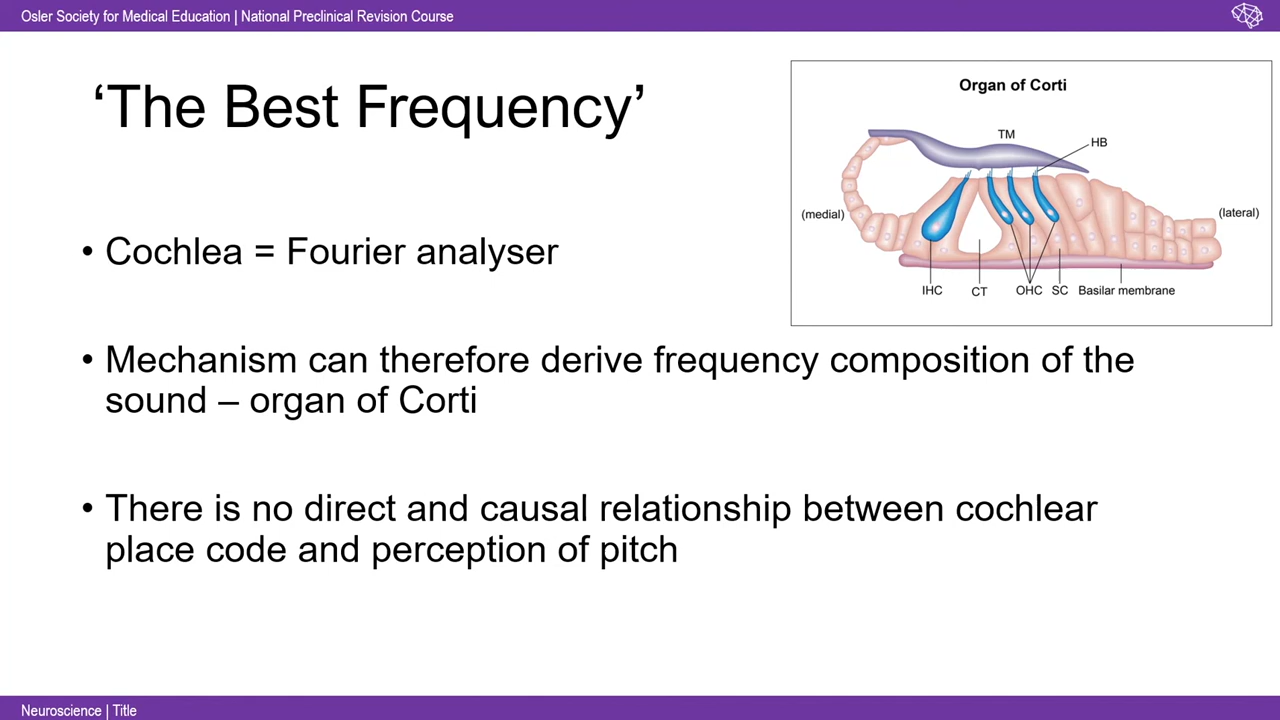 Osler Society for Medical Education | National Preclinical Revision Course
‘The Best Frequency’
Organ of Corti
TM
HB
(medial)
(lateral)
IHC
CT
OHC
SC
Basilar membrane
• Cochlea = Fourier analyser
• Mechanism can therefore derive frequency composition of the
sound – organ of Corti
• There is no direct and causal relationship between cochlear
place code and perception of pitch
Neuroscience | Title